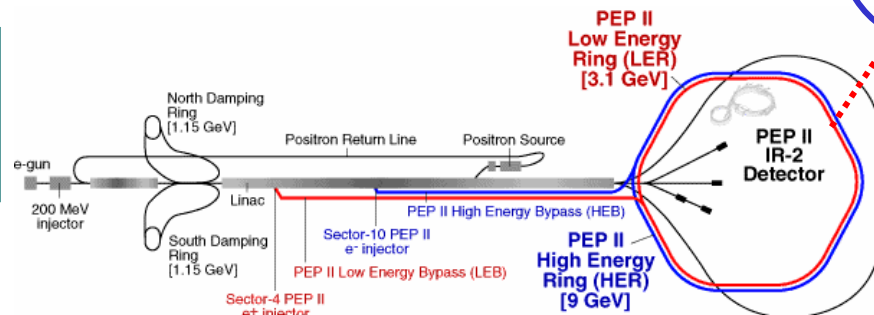 e-gun
200 MeV
injector
North Damping
Ring
[1.15 GeV]
South Damping
Ring
[1.15 GeV]
Positron Return Line
Positron Source
Linac
Sector-4 PEP II
e+ injector
PEP II Low Energy Bypass (LEB)
Sector-10 PEP II
e- injector
PEP II High Energy Bypass (HEB)
PEP II
Low Energy
Ring (LER)
[3.1 GeV]
PEP II
High Energy
Ring (HER)
[9 GeV]
PEP II
IR-2
Detector